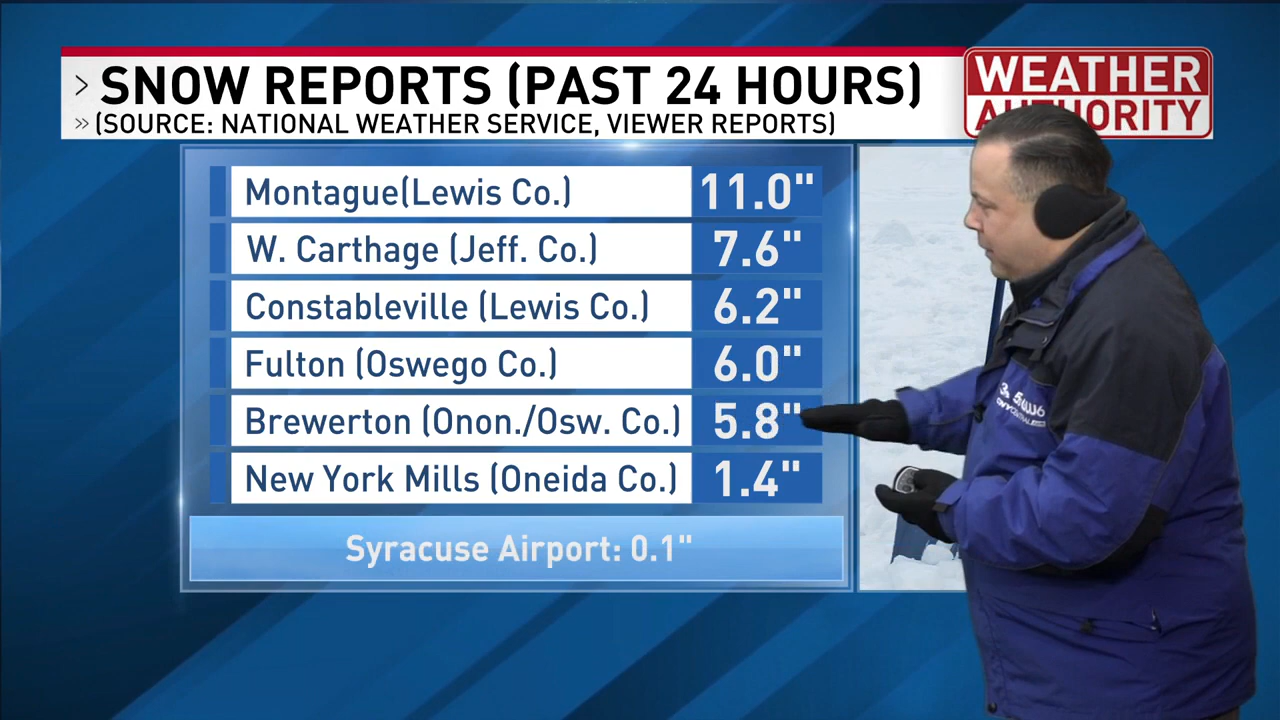 > SNOW REPORTS (PAST 24 HOURS)
» (SOURCE: NATIONAL WEATHER SERVICE, VIEWER REPORTS)
WEATHER
AUTHORITY
Montague(Lewis Co.) 11.0"
W. Carthage (Jeff. Co.) 7.6"
Constableville (Lewis Co.) 6.2"
Fulton (Oswego Co.) 6.0"
Brewerton (Onon./Osw. Co.) 5.8"
New York Mills (Oneida Co.) 1.4"
Syracuse Airport: 0.1"